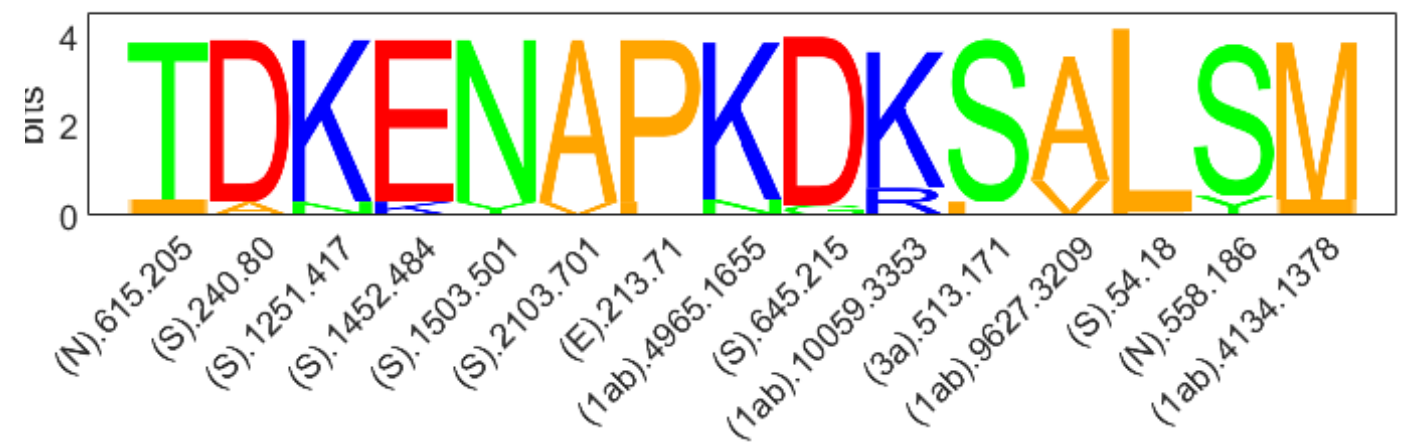 4
2
0
bits
T D K E N A P K D K S A L S M
I A N K Y V L N G R L V F Y I
(N).615.205
(S).240.80
(S).1251.417
(S).1452.484
(S).1503.501
(S).2103.701
(E).213.71
(1ab).4965.1655
(S).645.215
(1ab).10059.3353
(3a).513.171
(1ab).9627.3209
(S).54.18
(N).558.186
(1ab).4134.1378